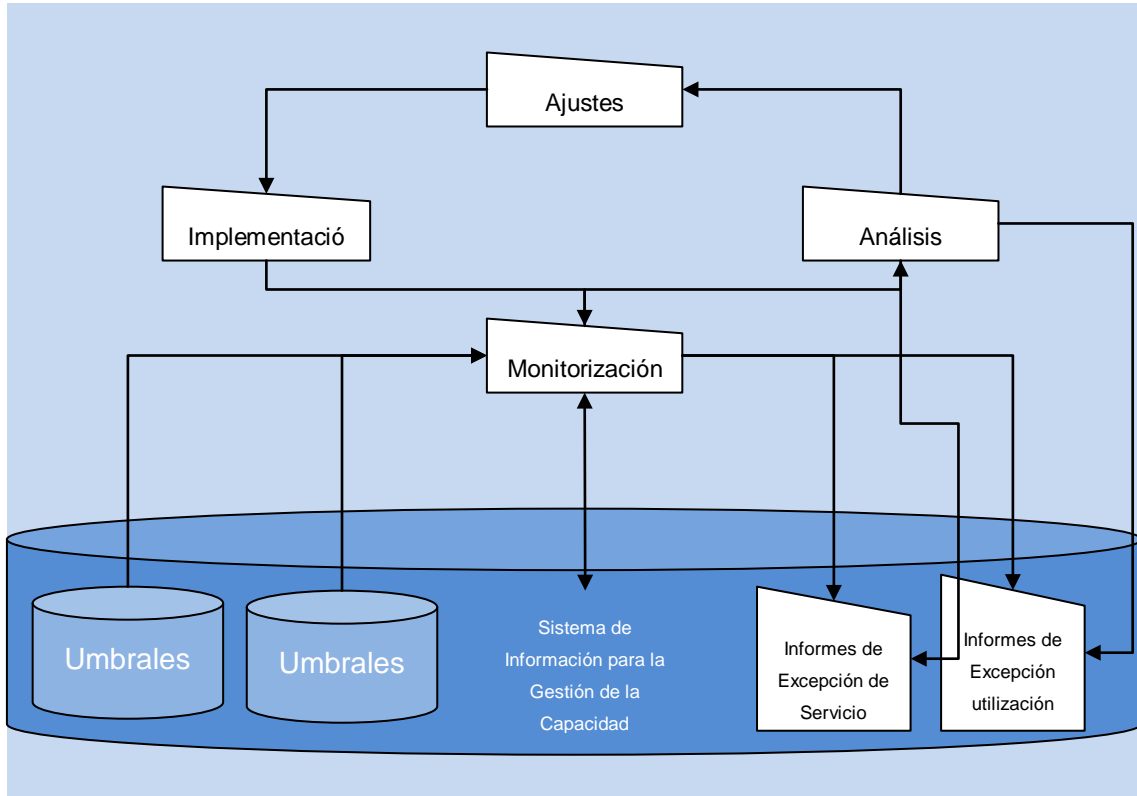 Ajustes
Implementació
Análisis
Monitorización
Umbrales
Umbrales
Sistema de
Información para la
Gestión de la
Capacidad
Informes de
Excepción de
Servicio
Informes de
Excepción
utilización